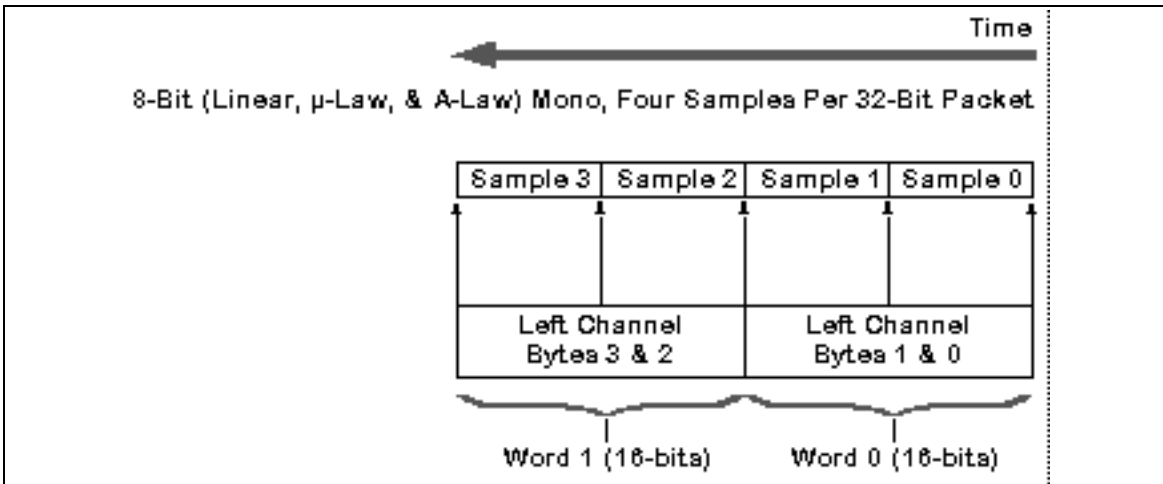 Time
8-Bit (Linear, µ-Law, & A-Law) Mono, Four Samples Per 32-Bit Packet
Sample 3 Sample 2 Sample 1 Sample 0
Left Channel Left Channel
Bytes 3 & 2 Bytes 1 & 0
Word 1 (16-bits) Word 0 (16-bits)